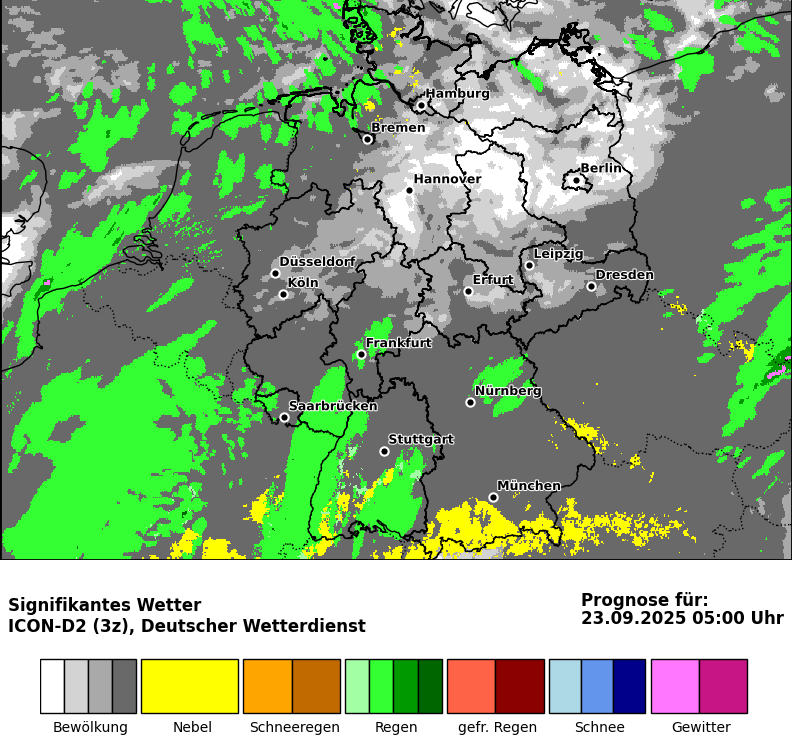 Hamburg
Bremen
Berlin
Hannover
Leipzig
Düsseldorf
Dresden
Erfurt
Köln
Frankfurt
Nürnberg
Saarbrücken
Stuttgart
München
Signifikantes Wetter
ICON-D2 (3z), Deutscher Wetterdienst
Prognose für:
23.09.2025 05:00 Uhr
Bewölkung
Nebel
Schneeregen
Regen
gefr. Regen
Schnee
Gewitter